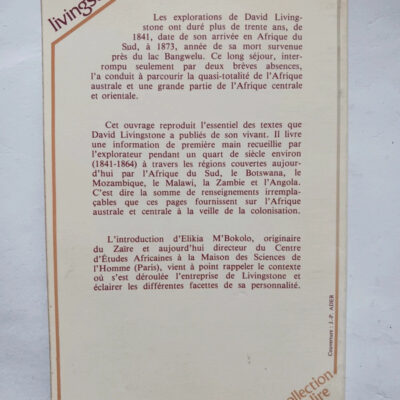 livings
Les explorations de David Living-
stone ont duré plus de trente ans, de
1841, date de son arrivée en Afrique du
Sud, à 1873, année de sa mort survenue
près du lac Bangwelu. Ce long séjour, inter-
rompu seulement par deux brèves absences,
l'a conduit à parcourir la quasi-totalité de l'Afrique
australe et une grande partie de l'Afrique centrale
et orientale.
Cet ouvrage reproduit l'essentiel des textes que
David Livingstone a publiés de son vivant. Il livre
une information de première main recueillie par
l'explorateur pendant un quart de siècle environ
(1841-1864) à travers les régions couvertes aujour-
d'hui par l'Afrique du Sud, le Botswana, le
Mozambique, le Malawi, la Zambie et l'Angola.
C'est dire la somme de renseignements irrempla-
çables que ces pages fournissent sur l'Afrique
australe et centrale à la veille de la colonisation.
L'introduction d'Elikia M'Bokolo, originaire
du Zaïre et aujourd'hui directeur du Centre
d'Études Africaines à la Maison des Sciences de
l'Homme (Paris), vient à point rappeler le contexte
où s'est déroulée l'entreprise de Livingstone et
éclairer les différentes facettes de sa personnalité.
Couverture : J.-P. ADER
ollection
lire